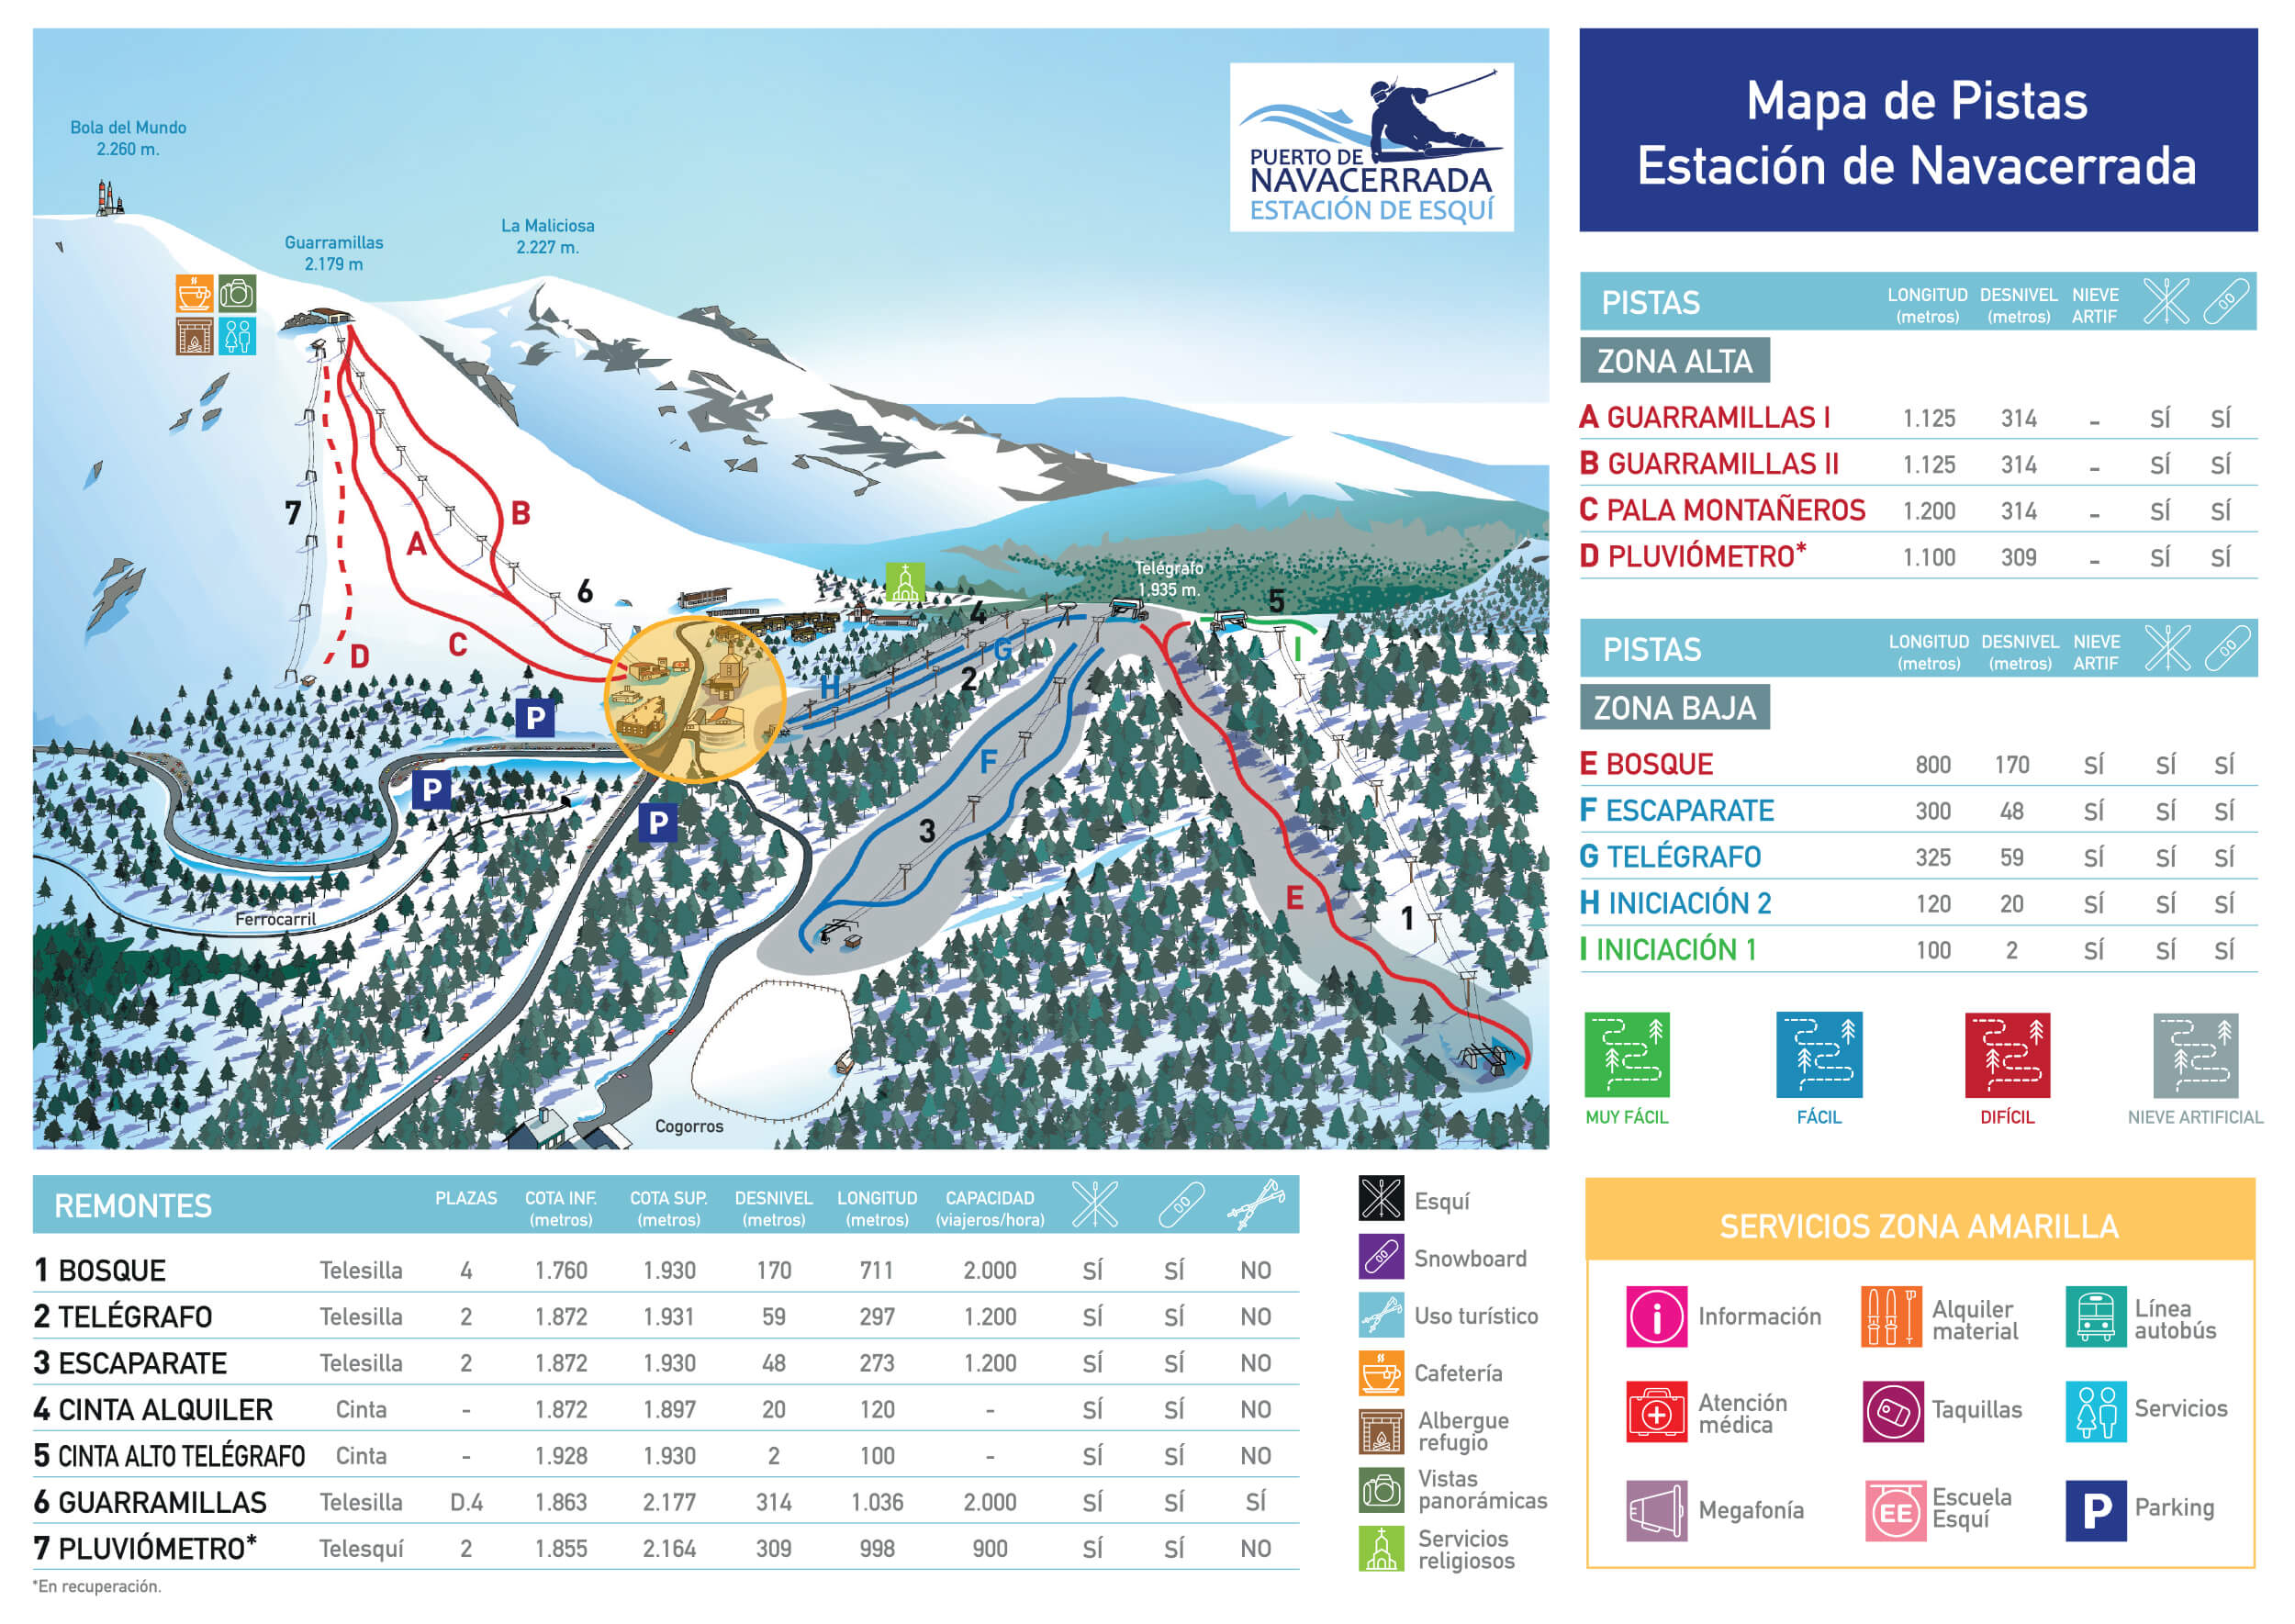 Bola del Mundo
2.260 m.
Guarramillas
2.179 m
La Maliciosa
2.227 m.
PUERTO DE
NAVACERRADA
ESTACIÓN DE ESQUÍ
7
A
B
C
D
6
Telégrafo
1.935 m.
4
5
I
G
H
2
F
3
E
1
P
P
P
Ferrocarril
Cogorros
Mapa de Pistas
Estación de Navacerrada
PISTAS LONGITUD (metros) DESNIVEL (metros) NIEVE ARTIF
ZONA ALTA
A GUARRAMILLAS I 1.125 314 - SÍ SÍ
B GUARRAMILLAS II 1.125 314 - SÍ SÍ
C PALA MONTAÑEROS 1.200 314 - SÍ SÍ
D PLUVIÓMETRO* 1.100 309 - SÍ SÍ
PISTAS LONGITUD (metros) DESNIVEL (metros) NIEVE ARTIF
ZONA BAJA
E BOSQUE 800 170 SÍ SÍ SÍ
F ESCAPARATE 300 48 SÍ SÍ SÍ
G TELÉGRAFO 325 59 SÍ SÍ SÍ
H INICIACIÓN 2 120 20 SÍ SÍ SÍ
I INICIACIÓN 1 100 2 SÍ SÍ SÍ
MUY FÁCIL FÁCIL DIFÍCIL NIEVE ARTIFICIAL
REMONTES PLAZAS COTA INF. (metros) COTA SUP. (metros) DESNIVEL (metros) LONGITUD (metros) CAPACIDAD (viajeros/hora)
1 BOSQUE Telesilla 4 1.760 1.930 170 711 2.000 SÍ SÍ NO
2 TELÉGRAFO Telesilla 2 1.872 1.931 59 297 1.200 SÍ SÍ NO
3 ESCAPARATE Telesilla 2 1.872 1.930 48 273 1.200 SÍ SÍ NO
4 CINTA ALQUILER Cinta - 1.872 1.897 20 120 - SÍ SÍ NO
5 CINTA ALTO TELÉGRAFO Cinta - 1.928 1.930 2 100 - SÍ SÍ NO
6 GUARRAMILLAS Telesilla D.4 1.863 2.177 314 1.036 2.000 SÍ SÍ SÍ
7 PLUVIÓMETRO* Telesquí 2 1.855 2.164 309 998 900 SÍ SÍ NO
*En recuperación.
Esquí
Snowboard
Uso turístico
Cafetería
Albergue
refugio
Vistas
panorámicas
Servicios
religiosos
SERVICIOS ZONA AMARILLA
i Información
Alquiler
material
Línea
autobús
Atención
médica
Taquillas
Servicios
Megafonía
EE Escuela
Esquí
P Parking